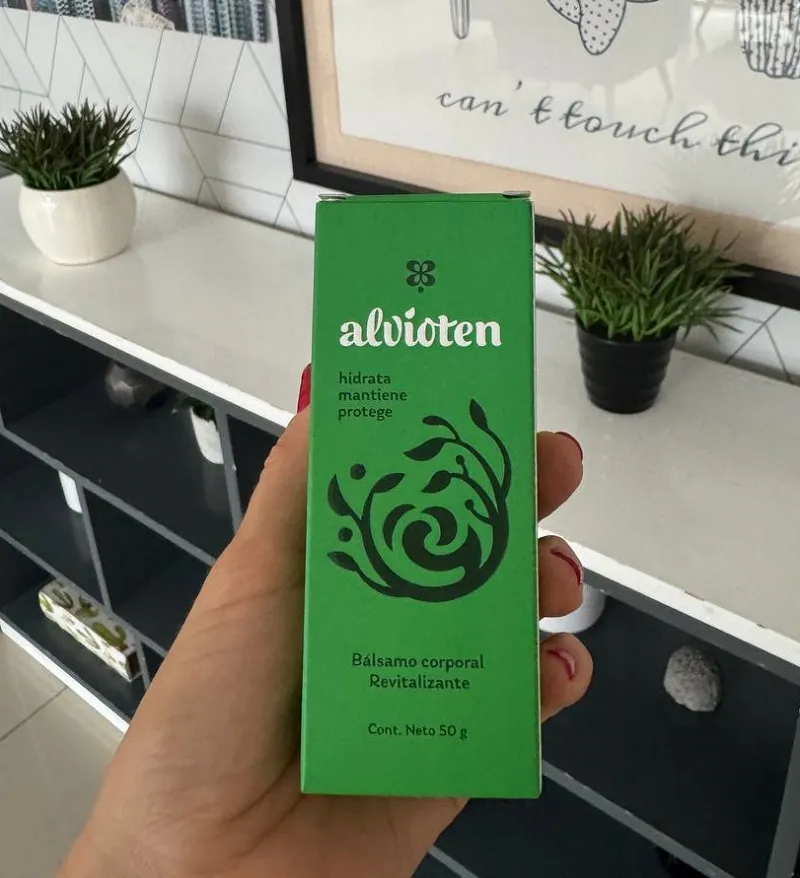 can't touch thi
alvioten
hidrata
mantiene
protege
Bálsamo corporal
Revitalizante
Cont. Neto 50 g